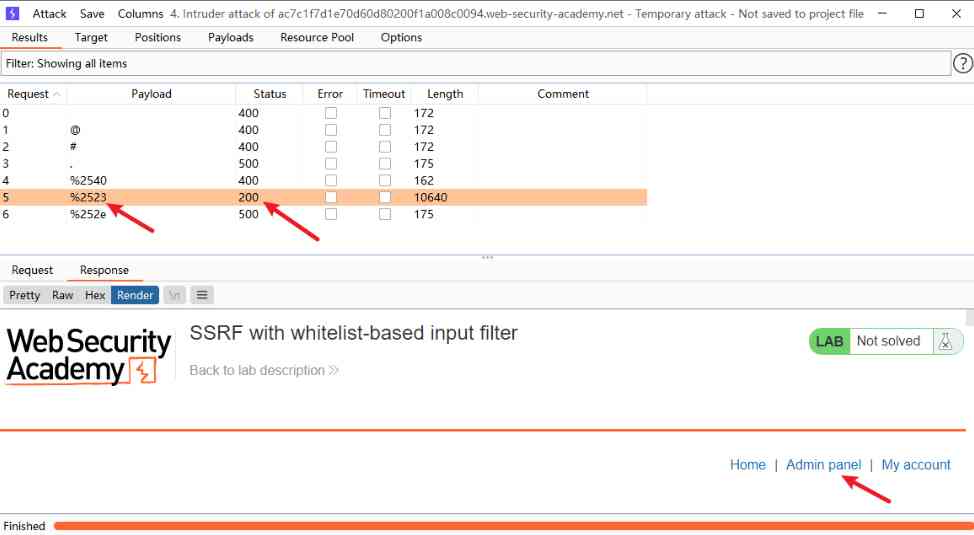 Attack Save Columns 4. Intruder attack of ac7c1f7d1e70d60d80200f1a008c0094.web-security-academy.net - Temporary attack - Not saved to project file
Results Target Positions Payloads Resource Pool Options
Filter: Showing all items ?
Request Payload Status Error Timeout Length Comment
0 400 172
1 @ 400 172
2 # 400 172
3 . 500 175
4 %2540 400 162
5 %2523 200 10640
6 %252e 500 175
Request Response
Pretty Raw Hex Render \n
Web Security
Academy
SSRF with whitelist-based input filter
Back to lab description >>
LAB Not solved
Home | Admin panel | My account
Finished